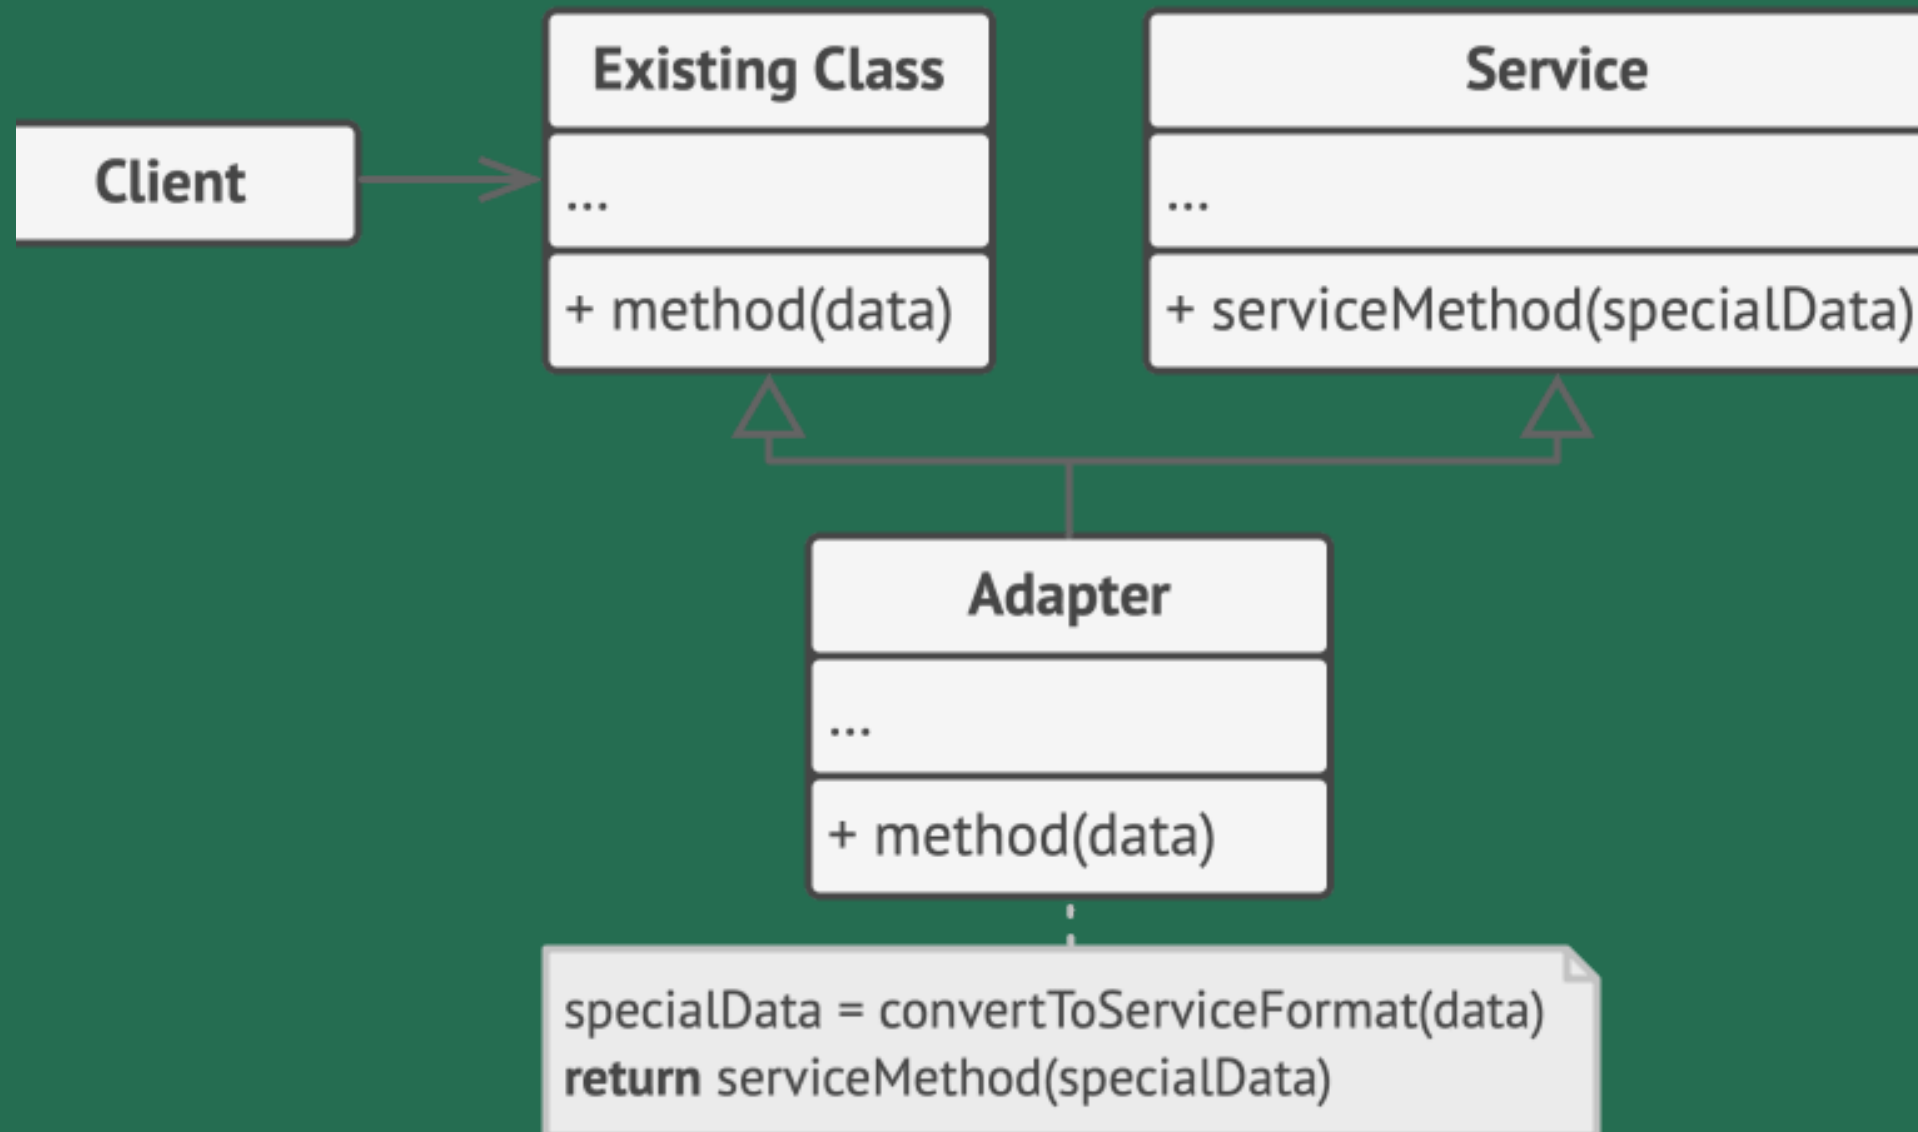 Existing Class
Service
Client
...
...
+ method(data)
+ serviceMethod(specialData)
Adapter
...
+ method(data)
specialData = convertToServiceFormat(data)
return serviceMethod(specialData)